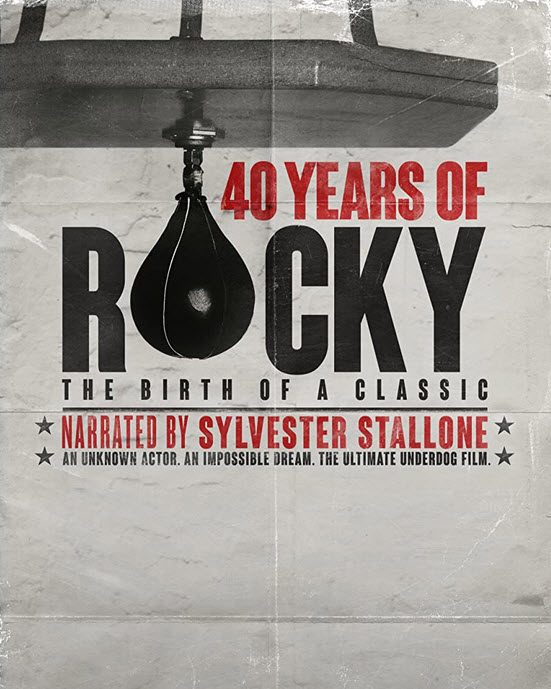 40 YEARS OF
ROCKY
THE BIRTH OF A CLASSIC
NARRATED BY SYLVESTER STALLONE
AN UNKNOWN ACTOR. AN IMPOSSIBLE DREAM. THE ULTIMATE UNDERDOG FILM.